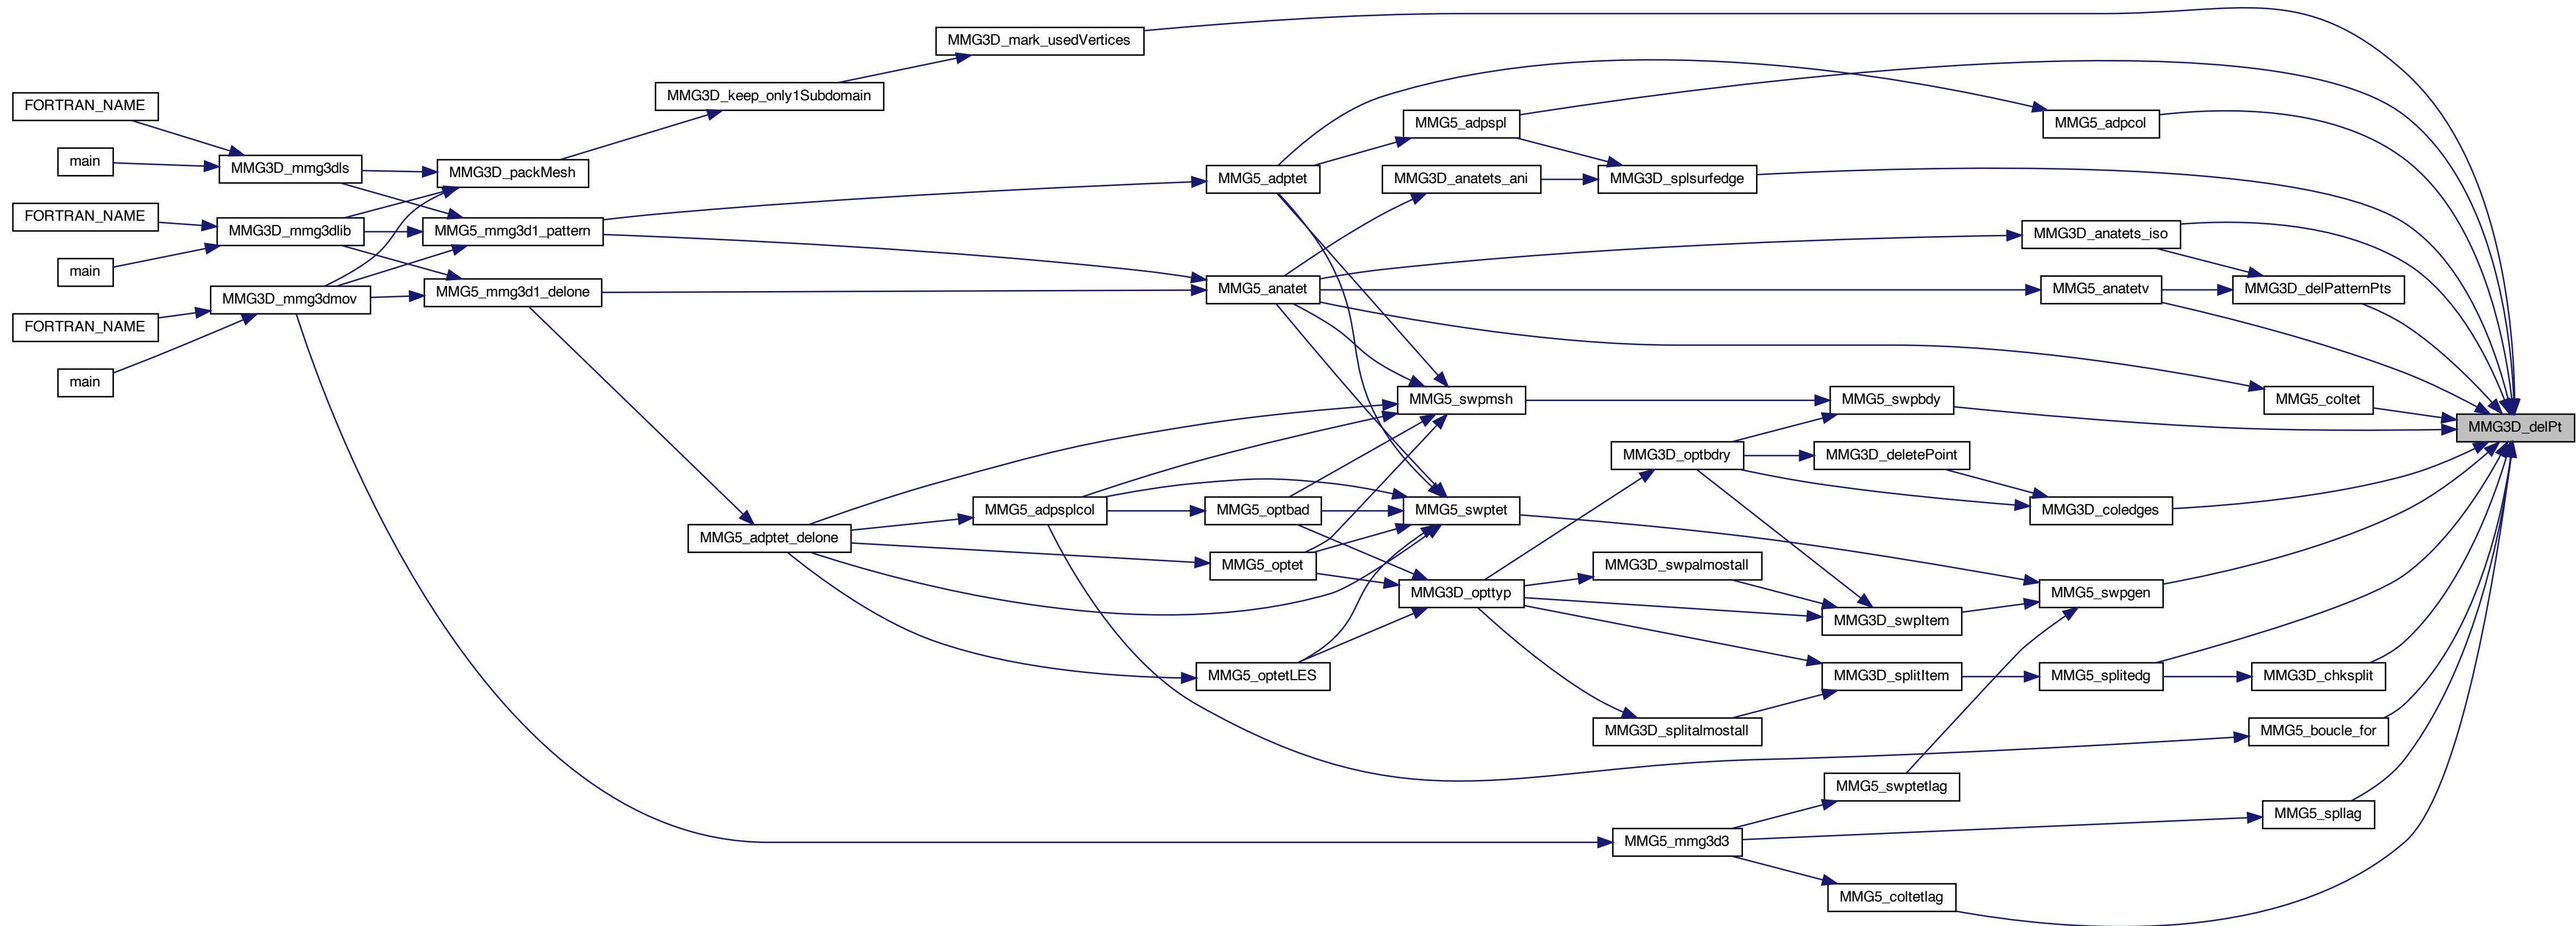 MMG3D_mark_usedVertices
MMG3D_keep_only1Subdomain
FORTRAN_NAME
MMG5_adpspl
MMG5_adpcol
main
MMG3D_mmg3dls
MMG3D_packMesh
MMG5_adptet
MMG3D_anatets_ani
MMG3D_splsurfedge
FORTRAN_NAME
MMG3D_mmg3dlib
MMG5_mmg3d1_pattern
MMG3D_anatets_iso
main
MMG3D_mmg3dmov
MMG5_mmg3d1_delone
MMG5_anatet
MMG5_anatetv
MMG3D_delPatternPts
FORTRAN_NAME
main
MMG5_swpmsh
MMG5_swpbdy
MMG5_coltet
MMG3D_delPt
MMG3D_optbdry
MMG3D_deletePoint
MMG5_adpsplcol
MMG5_optbad
MMG5_swptet
MMG3D_coledges
MMG5_adptet_delone
MMG5_optet
MMG3D_swpalmostall
MMG3D_opttyp
MMG5_swpgen
MMG3D_swpItem
MMG5_optetLES
MMG3D_splitItem
MMG5_splitedg
MMG3D_chksplit
MMG3D_splitalmostall
MMG5_boucle_for
MMG5_swptetlag
MMG5_spllag
MMG5_mmg3d3
MMG5_coltetlag